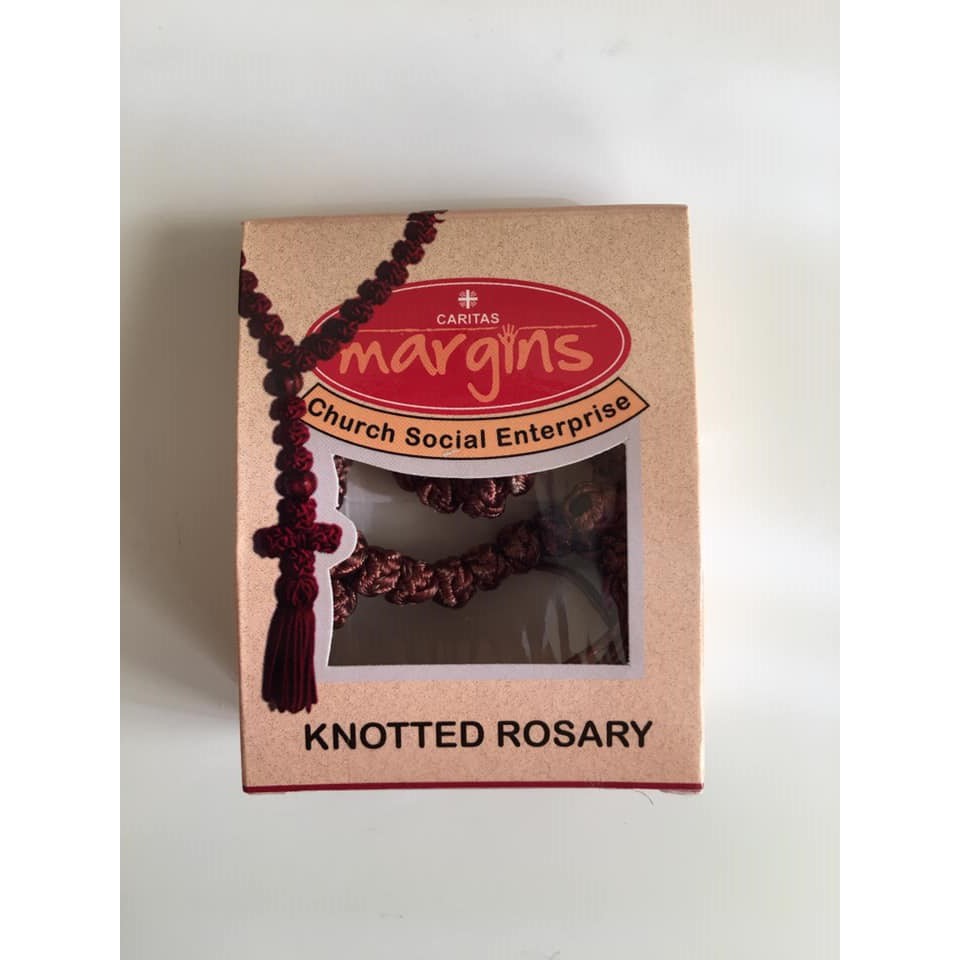 CARITAS
margins
Church Social Enterprise
KNOTTED ROSARY